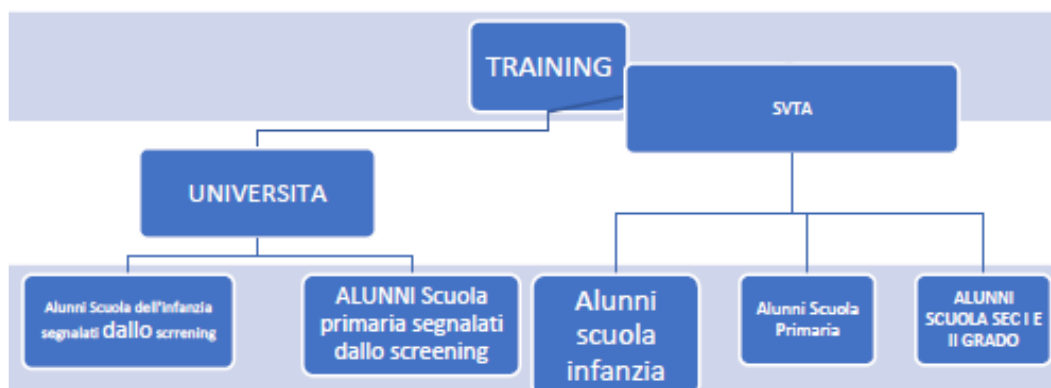 TRAINING
SVTA
UNIVERSITA
Alunni Scuola dell'infanzia
segnalati dallo scrrening
ALUNNI Scuola
primaria segnalati
dallo screening
Alunni
scuola
infanzia
Alunni Scuola
Primaria
ALUNNI
SCUOLA SEC I E
II GRADO